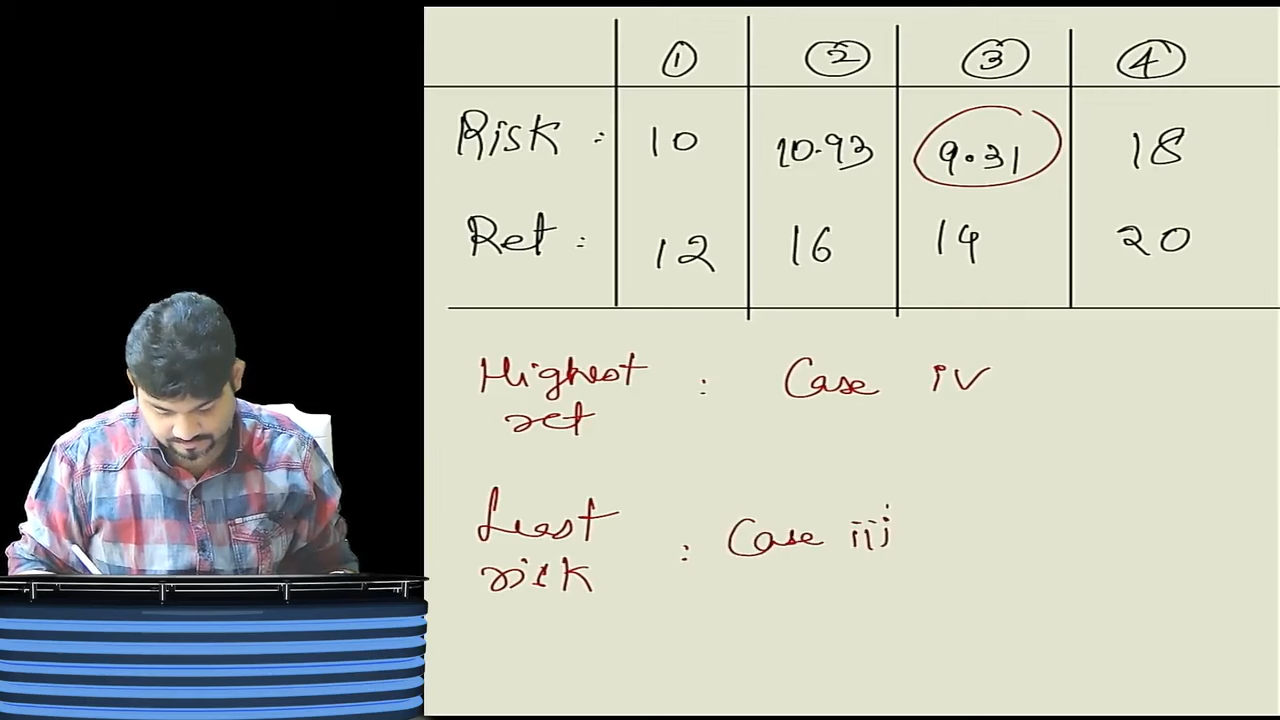 ① ② ③ ④
Risk : 10 10.93 9.31 18
Ret : 12 16 14 20
Highest : Case iv
ret
Least : Case iii
risk